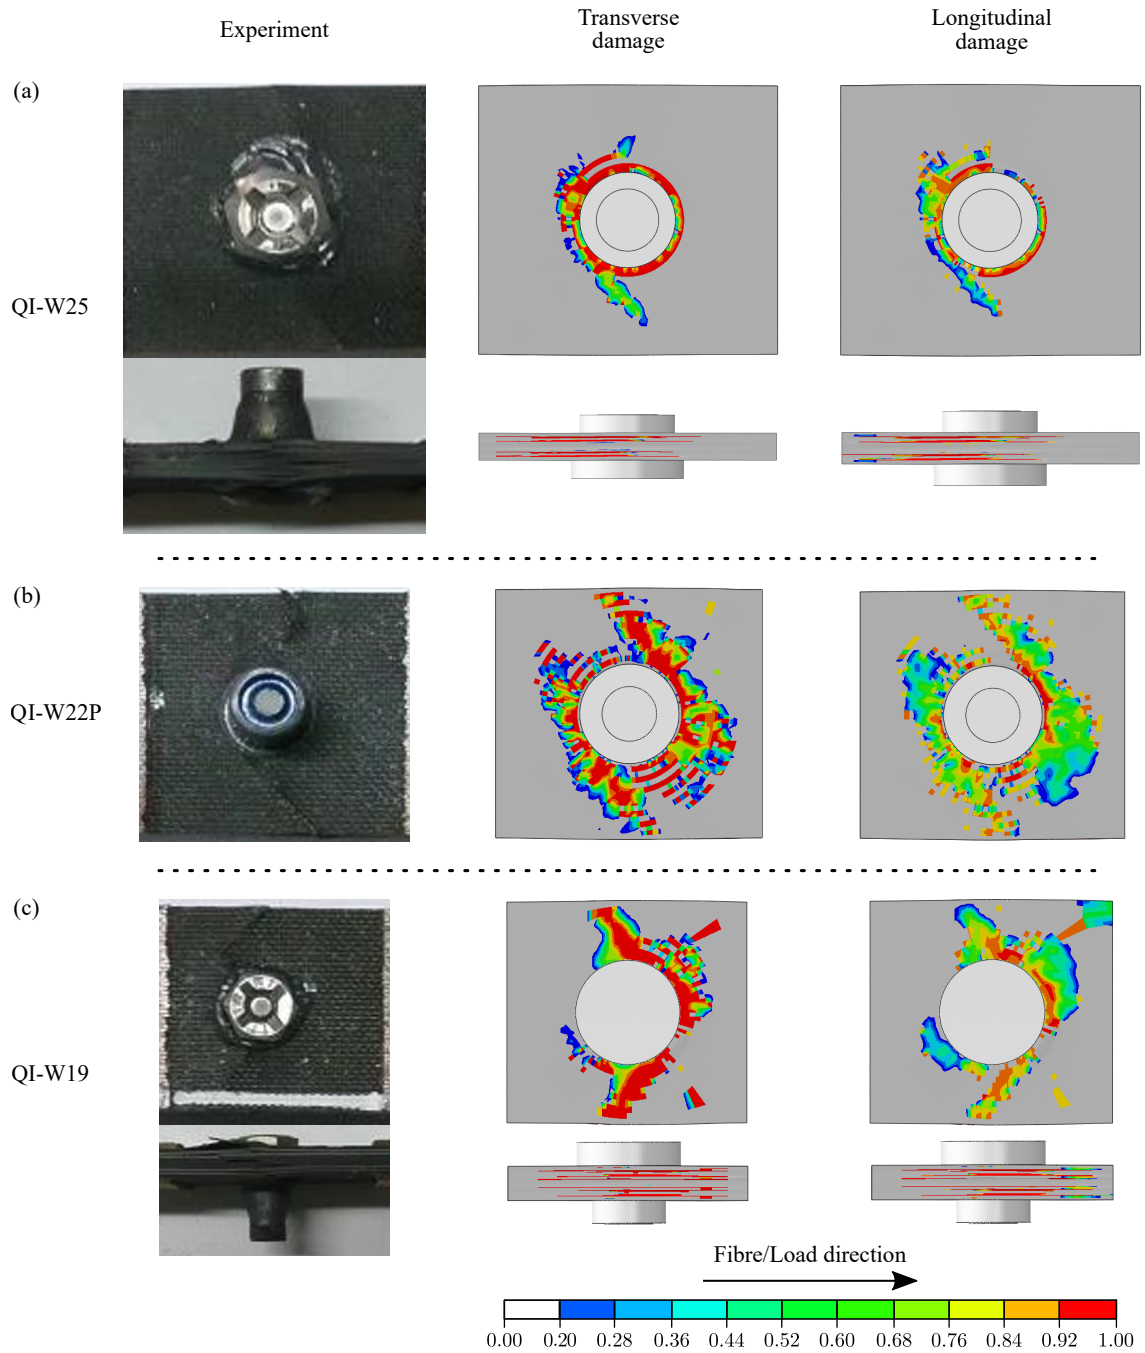 Experiment
Transverse
damage
Longitudinal
damage
(a)
QI-W25
(b)
QI-W22P
(c)
QI-W19
Fibre/Load direction
0.00 0.20 0.28 0.36 0.44 0.52 0.60 0.68 0.76 0.84 0.92 1.00